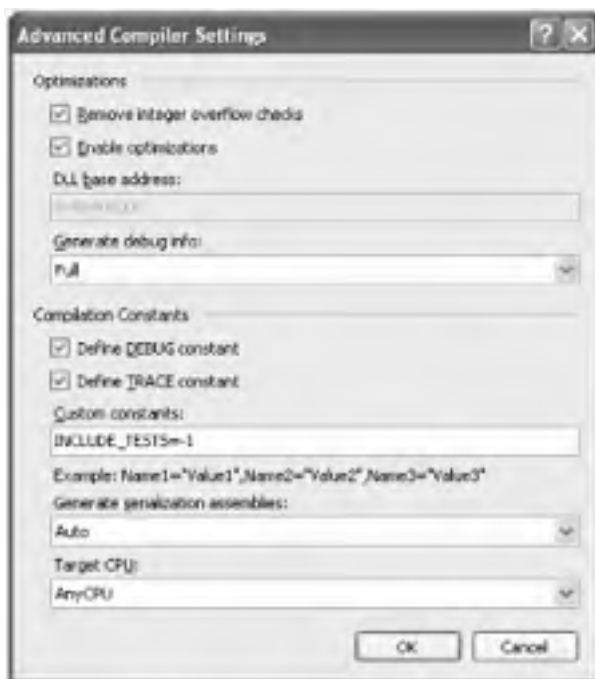 Advanced Compiler Settings
Optimizations
Remove integer overflow checks
Enable optimizations
DLL base address:
Generate debug info:
Full
Compilation Constants
Define DEBUG constant
Define TRACE constant
Custom constants:
INCLUDE_TESTS=-1
Example: Name1="Value1",Name2="Value2",Name3="Value3"
Generate serialization assemblies:
Auto
Target CPU:
AnyCPU
OK Cancel